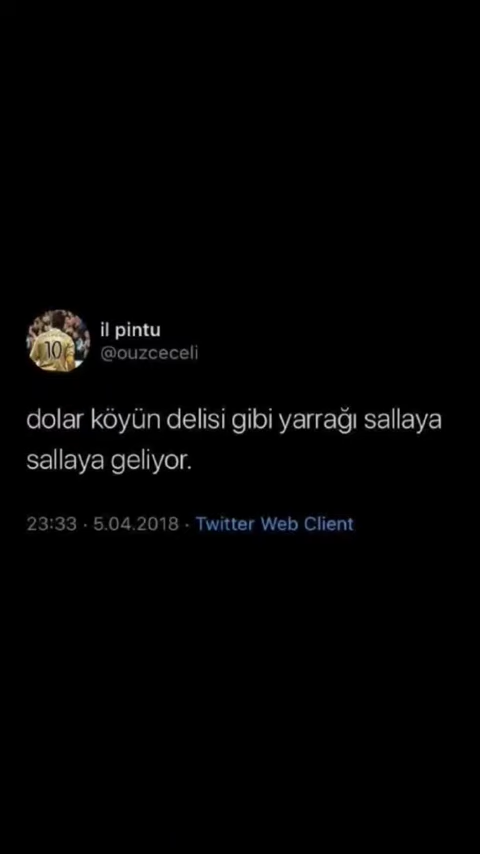 10
il pintu
@ouzceceli
dolar köyün delisi gibi yarrağı sallaya
sallaya geliyor.
23:33 · 5.04.2018 · Twitter Web Client